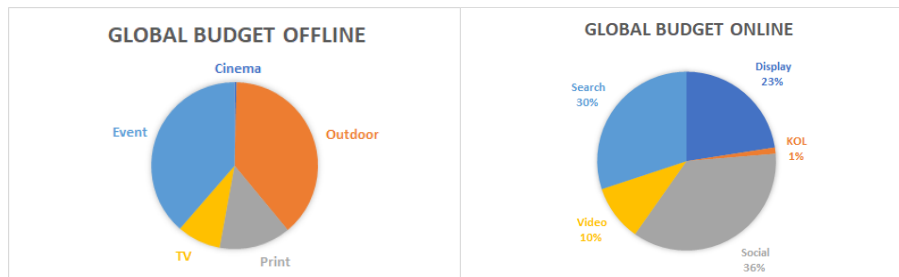 GLOBAL BUDGET OFFLINE
Cinema
Outdoor
Event
TV
Print
GLOBAL BUDGET ONLINE
Display
23%
Search
30%
KOL
1%
Video
10%
Social
36%